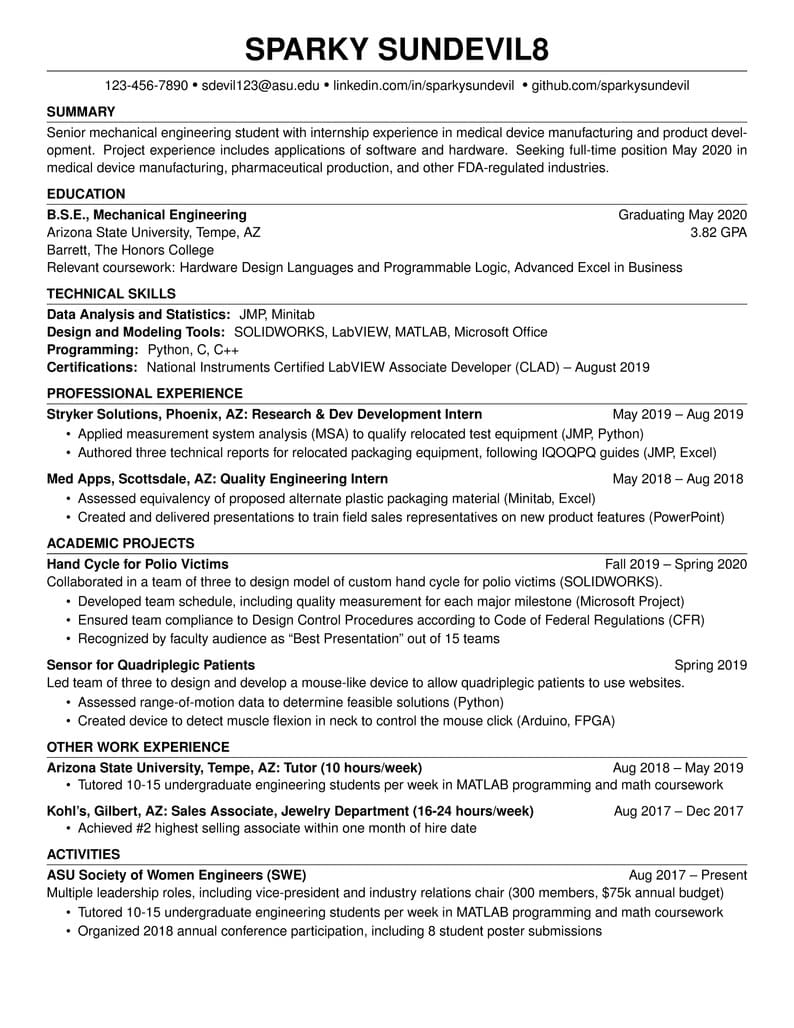 SPARKY SUNDEVIL8
123-456-7890 • sdevil123@asu.edu • linkedin.com/in/sparkysundevil • github.com/sparkysundevil
SUMMARY
Senior mechanical engineering student with internship experience in medical device manufacturing and product devel-
opment. Project experience includes applications of software and hardware. Seeking full-time position May 2020 in
medical device manufacturing, pharmaceutical production, and other FDA-regulated industries.
EDUCATION
B.S.E., Mechanical Engineering Graduating May 2020
Arizona State University, Tempe, AZ 3.82 GPA
Barrett, The Honors College
Relevant coursework: Hardware Design Languages and Programmable Logic, Advanced Excel in Business
TECHNICAL SKILLS
Data Analysis and Statistics: JMP, Minitab
Design and Modeling Tools: SOLIDWORKS, LabVIEW, MATLAB, Microsoft Office
Programming: Python, C, C++
Certifications: National Instruments Certified LabVIEW Associate Developer (CLAD) – August 2019
PROFESSIONAL EXPERIENCE
Stryker Solutions, Phoenix, AZ: Research & Dev Development Intern May 2019 – Aug 2019
• Applied measurement system analysis (MSA) to qualify relocated test equipment (JMP, Python)
• Authored three technical reports for relocated packaging equipment, following IQOQPQ guides (JMP, Excel)
Med Apps, Scottsdale, AZ: Quality Engineering Intern May 2018 – Aug 2018
• Assessed equivalency of proposed alternate plastic packaging material (Minitab, Excel)
• Created and delivered presentations to train field sales representatives on new product features (PowerPoint)
ACADEMIC PROJECTS
Hand Cycle for Polio Victims Fall 2019 – Spring 2020
Collaborated in a team of three to design model of custom hand cycle for polio victims (SOLIDWORKS).
• Developed team schedule, including quality measurement for each major milestone (Microsoft Project)
• Ensured team compliance to Design Control Procedures according to Code of Federal Regulations (CFR)
• Recognized by faculty audience as “Best Presentation” out of 15 teams
Sensor for Quadriplegic Patients Spring 2019
Led team of three to design and develop a mouse-like device to allow quadriplegic patients to use websites.
• Assessed range-of-motion data to determine feasible solutions (Python)
• Created device to detect muscle flexion in neck to control the mouse click (Arduino, FPGA)
OTHER WORK EXPERIENCE
Arizona State University, Tempe, AZ: Tutor (10 hours/week) Aug 2018 – May 2019
• Tutored 10-15 undergraduate engineering students per week in MATLAB programming and math coursework
Kohl’s, Gilbert, AZ: Sales Associate, Jewelry Department (16-24 hours/week) Aug 2017 – Dec 2017
• Achieved #2 highest selling associate within one month of hire date
ACTIVITIES
ASU Society of Women Engineers (SWE) Aug 2017 – Present
Multiple leadership roles, including vice-president and industry relations chair (300 members, $75k annual budget)
• Tutored 10-15 undergraduate engineering students per week in MATLAB programming and math coursework
• Organized 2018 annual conference participation, including 8 student poster submissions